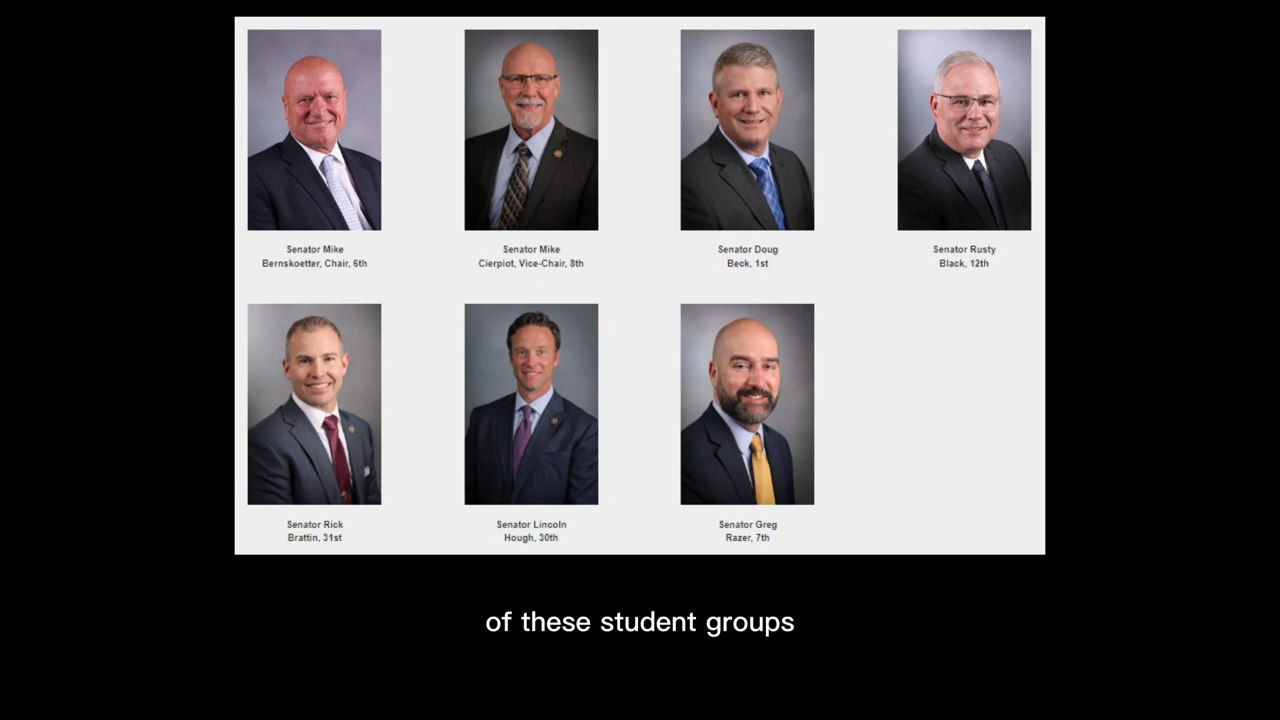 Senator Mike
Bernskoetter, Chair, 6th
Senator Mike
Cierpiot, Vice-Chair, 8th
Senator Doug
Beck, 1st
Senator Rusty
Black, 12th
Senator Rick
Brattin, 31st
Senator Lincoln
Hough, 30th
Senator Greg
Razer, 7th
of these student groups